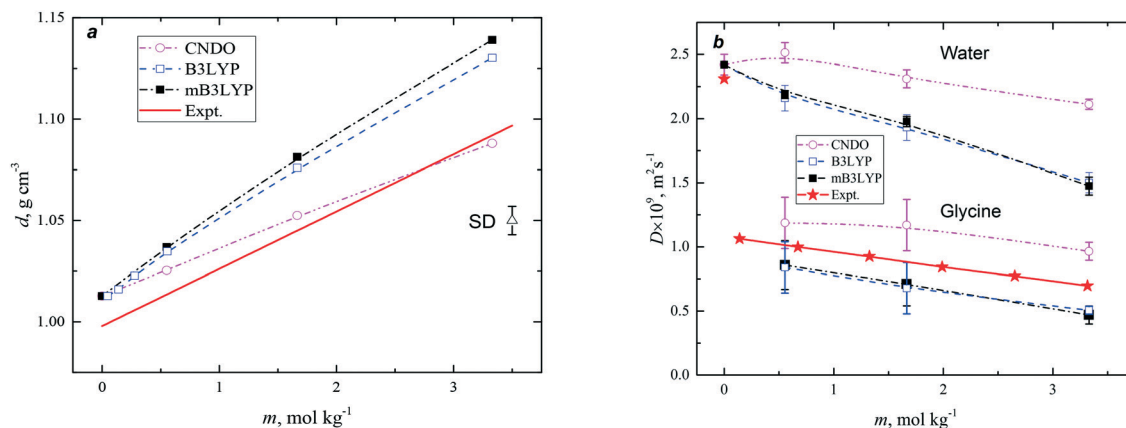 a
CNDO
B3LYP
mB3LYP
Expt.
SD
1.15
1.10
1.05
1.00
d, g cm⁻³
0 1 2 3
m, mol kg⁻¹
b
Water
CNDO
B3LYP
mB3LYP
Expt.
Glycine
2.5
2.0
1.5
1.0
0.5
0.0
D×10⁹, m²s⁻¹
0 1 2 3
m, mol kg⁻¹